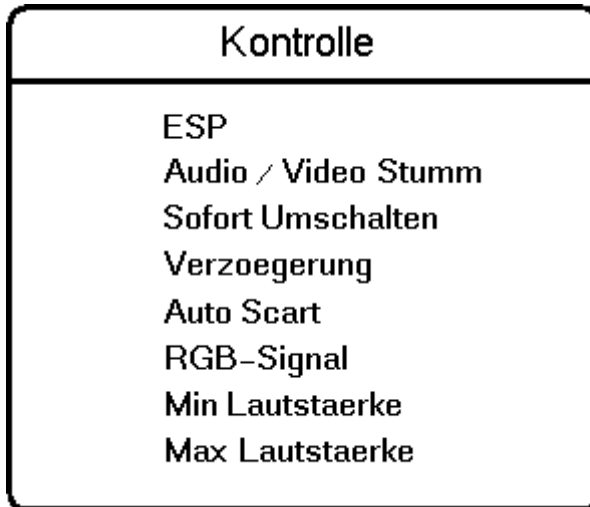 Kontrolle
ESP
Audio / Video Stumm
Sofort Umschalten
Verzoegerung
Auto Scart
RGB-Signal
Min Lautstaerke
Max Lautstaerke